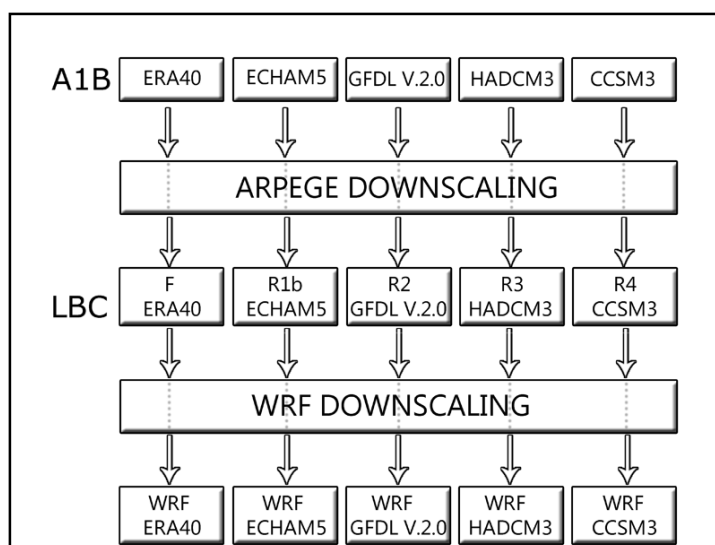 A1B ERA40 ECHAM5 GFDL V.2.0 HADCM3 CCSM3
ARPEGE DOWNSCALING
F R1b R2 R3 R4
LBC ERA40 ECHAM5 GFDL V.2.0 HADCM3 CCSM3
WRF DOWNSCALING
WRF WRF WRF WRF WRF
ERA40 ECHAM5 GFDL V.2.0 HADCM3 CCSM3